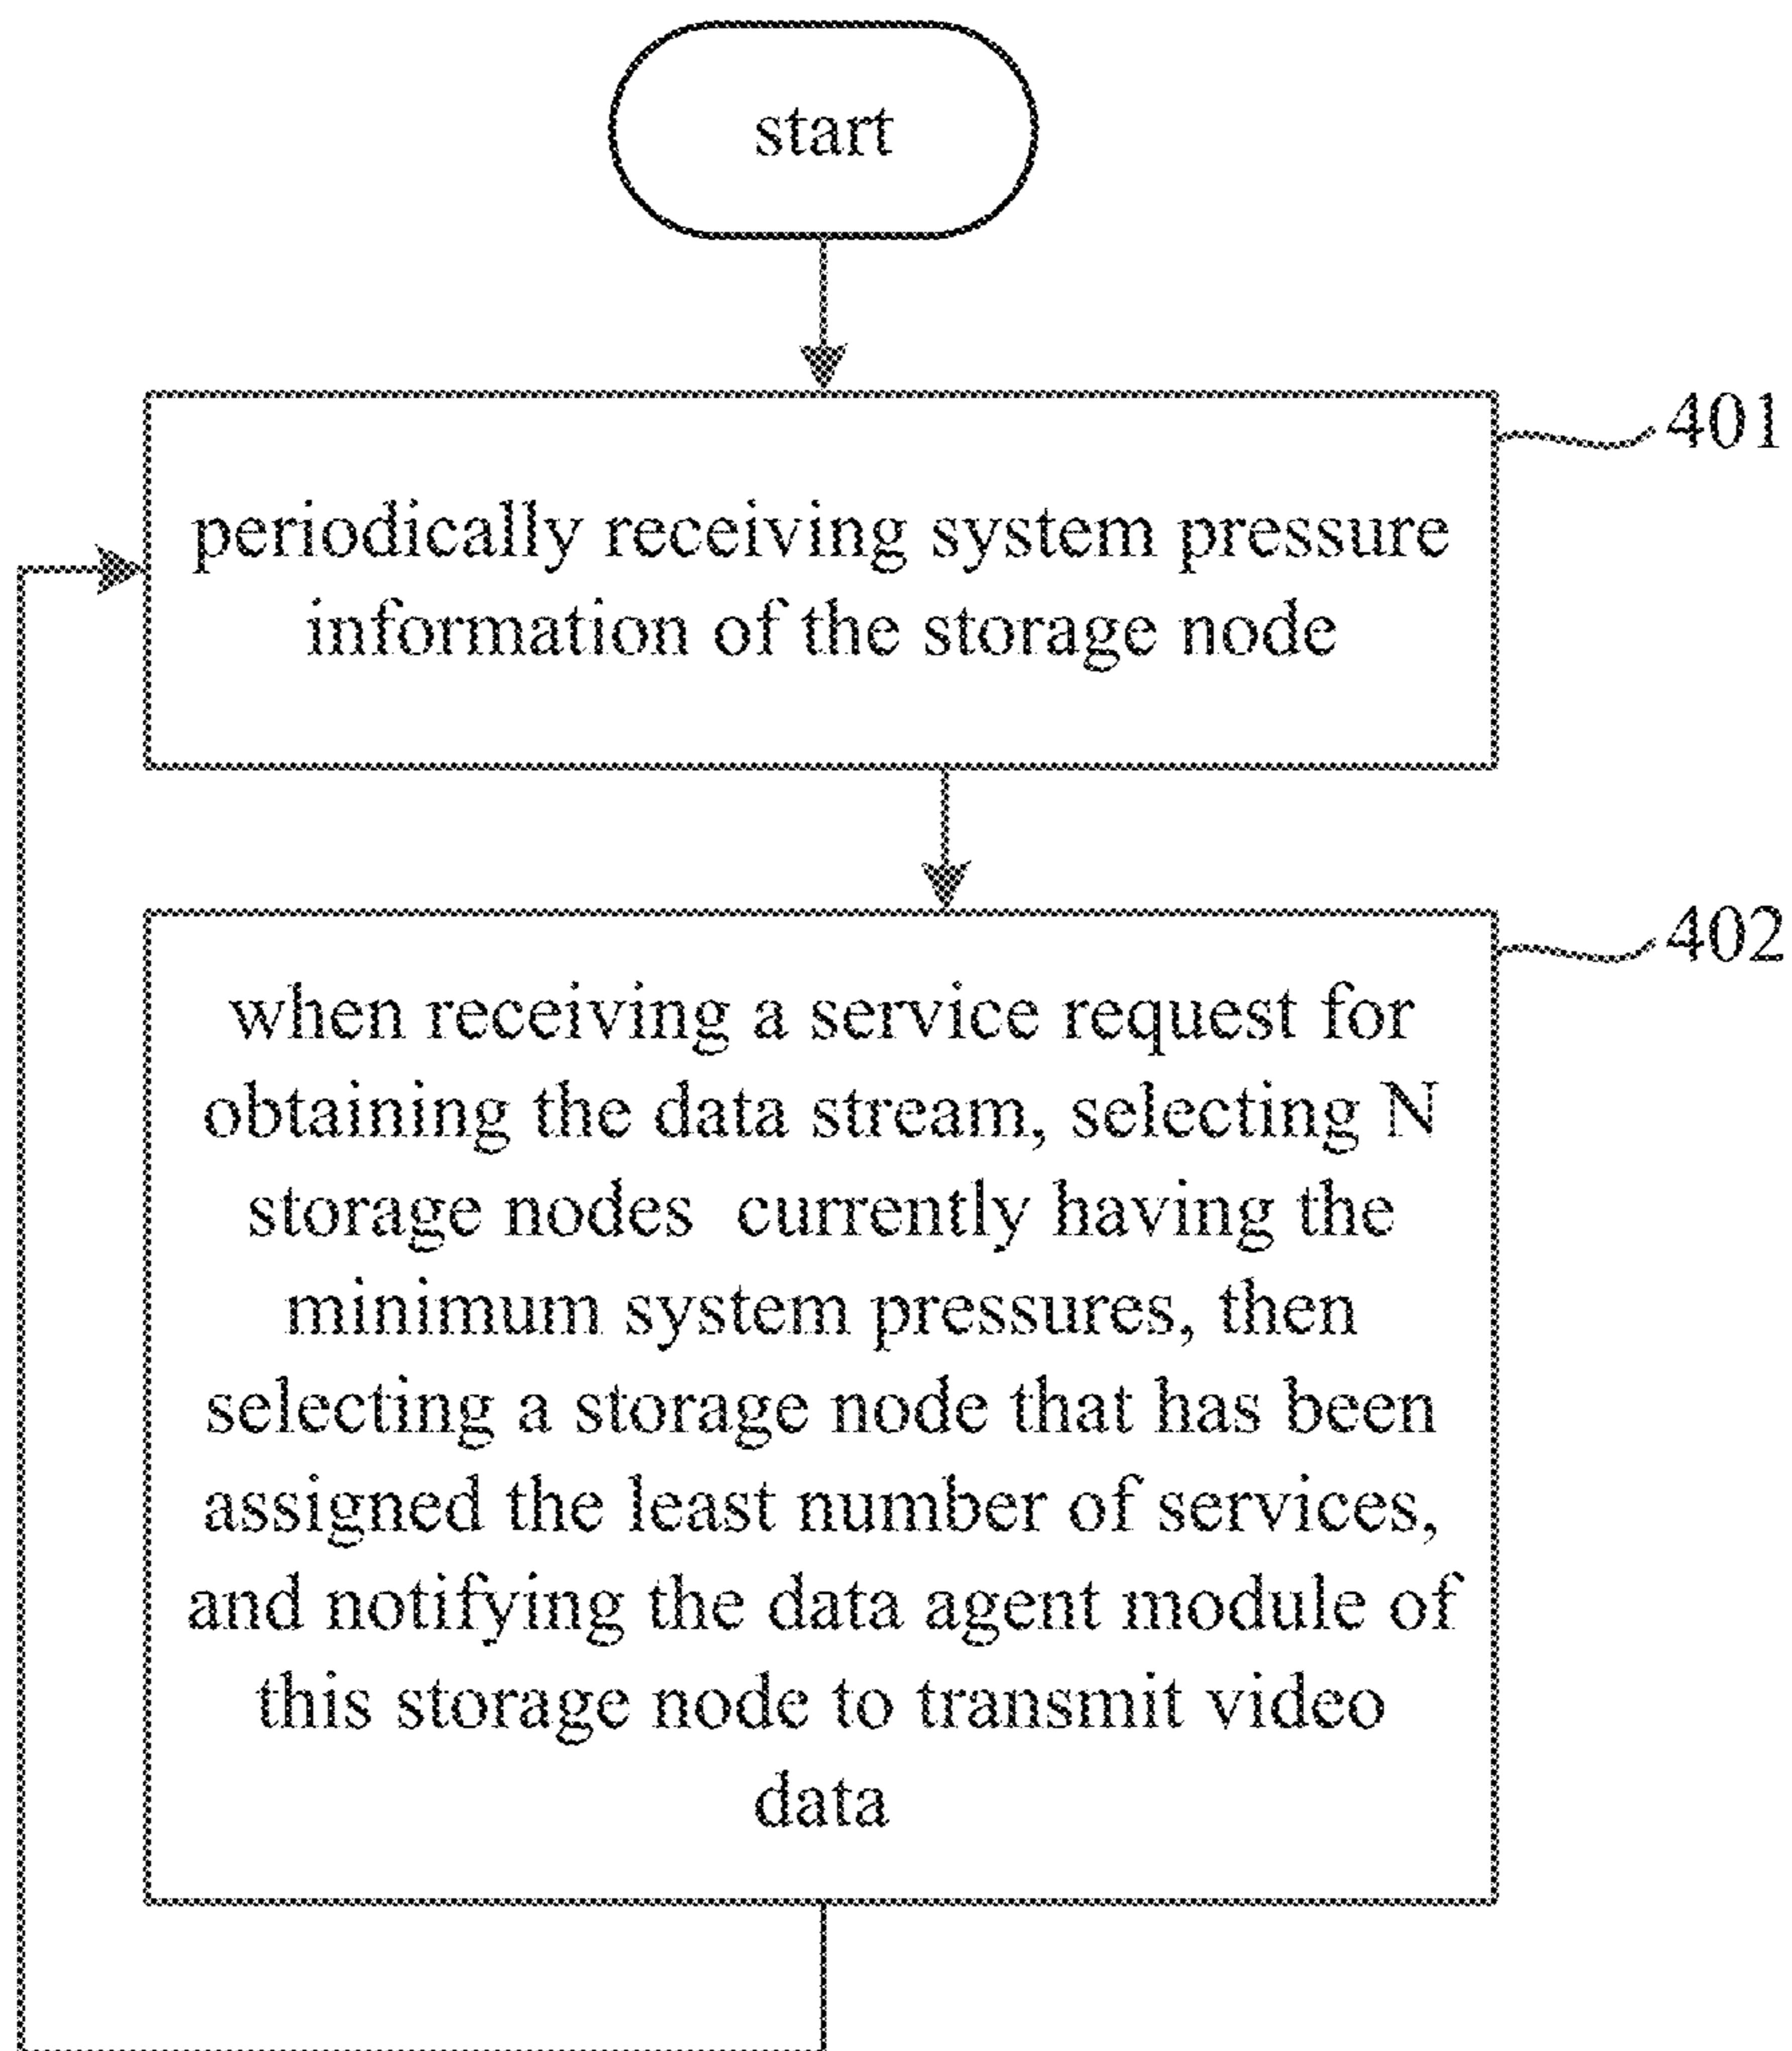 start
401
periodically receiving system pressure
information of the storage node
402
when receiving a service request for
obtaining the data stream, selecting N
storage nodes currently having the
minimum system pressures, then
selecting a storage node that has been
assigned the least number of services,
and notifying the data agent module of
this storage node to transmit video
data